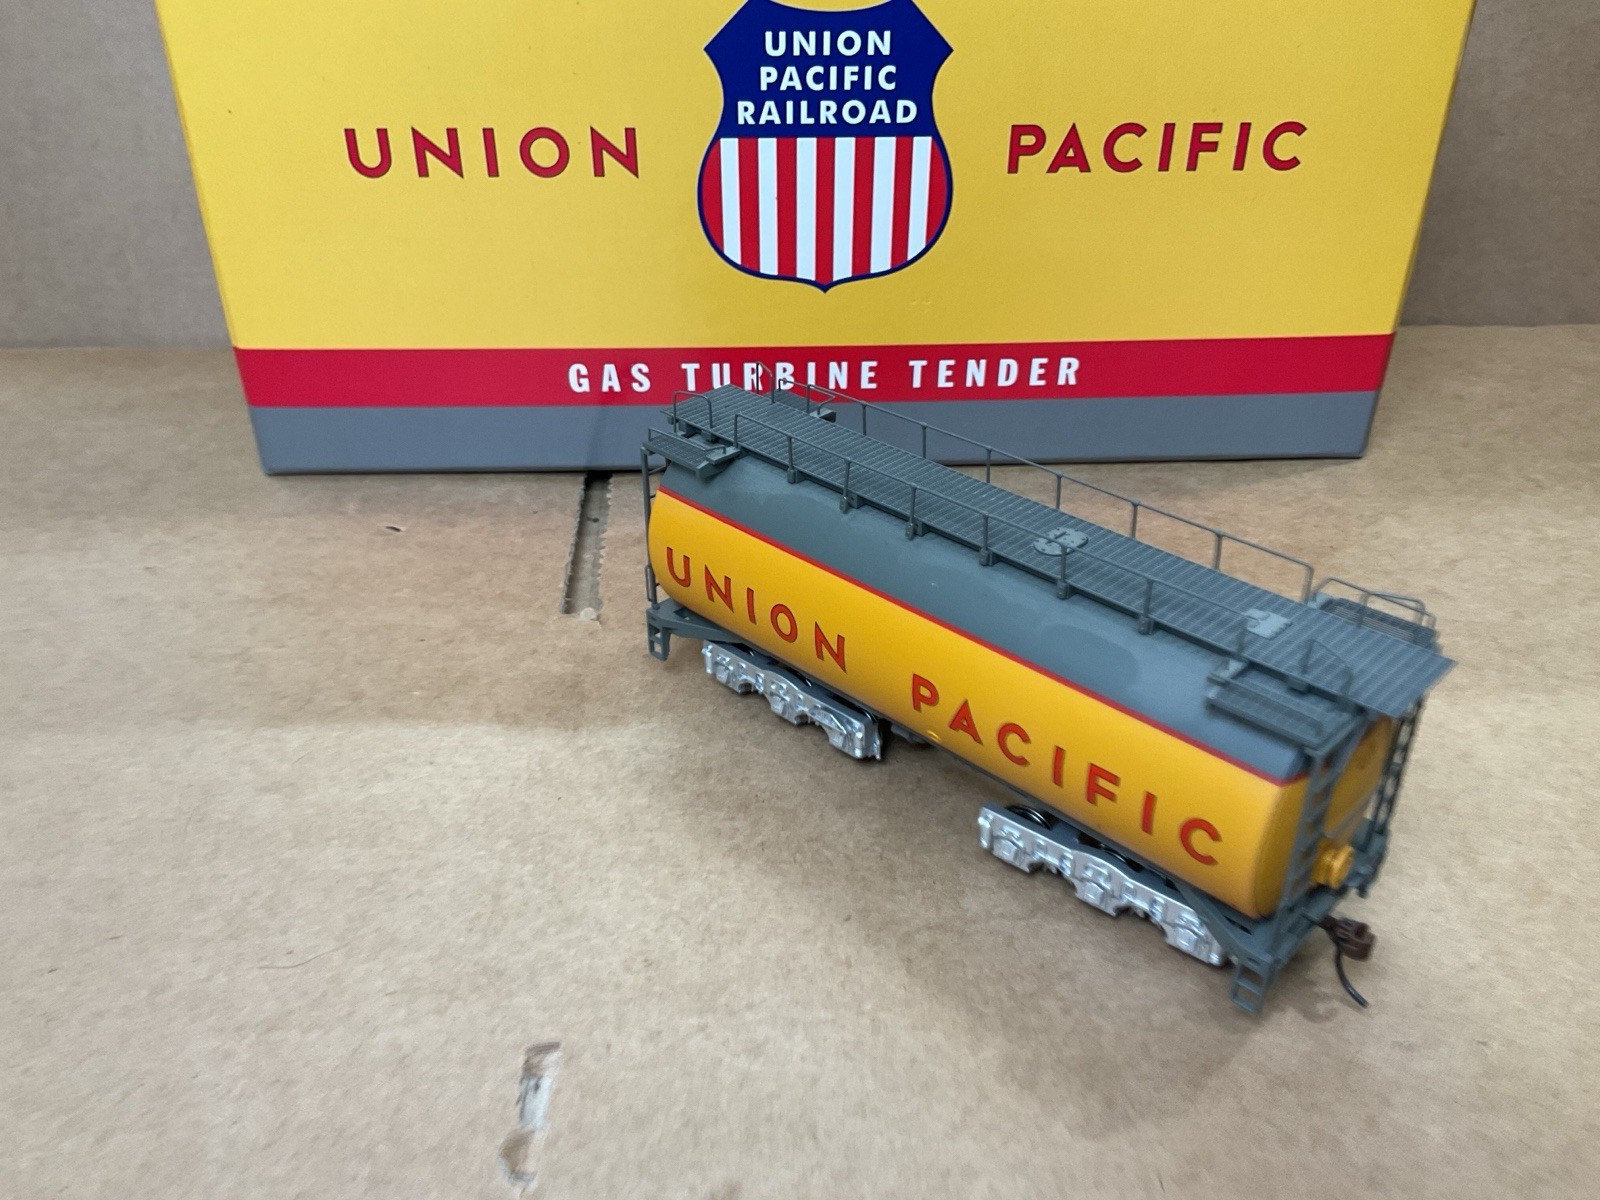 UNION
PACIFIC
RAILROAD
UNION PACIFIC
GAS TURBINE TENDER
UNION PACIFIC